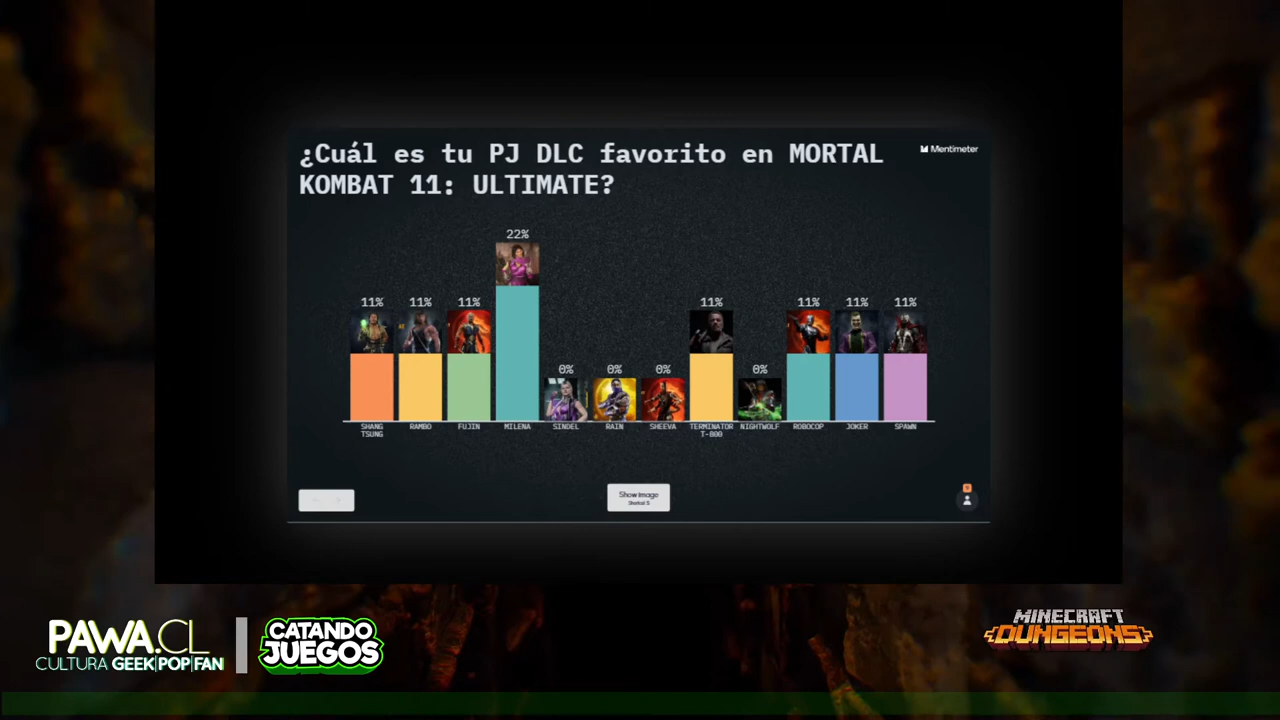 ¿Cuál es tu PJ DLC favorito en MORTAL
KOMBAT 11: ULTIMATE?
Mentimeter
22%
11% 11% 11% 11% 11% 11% 11%
0% 0% 0% 0%
SHANG TSUNG
RAMBO
FUJIN
MILENA
SINDEL
RAIN
SHEEVA
TERMINATOR T-800
NIGHTWOLF
ROBOCOP
JOKER
SPAWN
Show image
Shortcut S
PAWA.CL
CULTURA GEEK|POP|FAN
CATANDO
JUEGOS
MINECRAFT
DUNGEONS